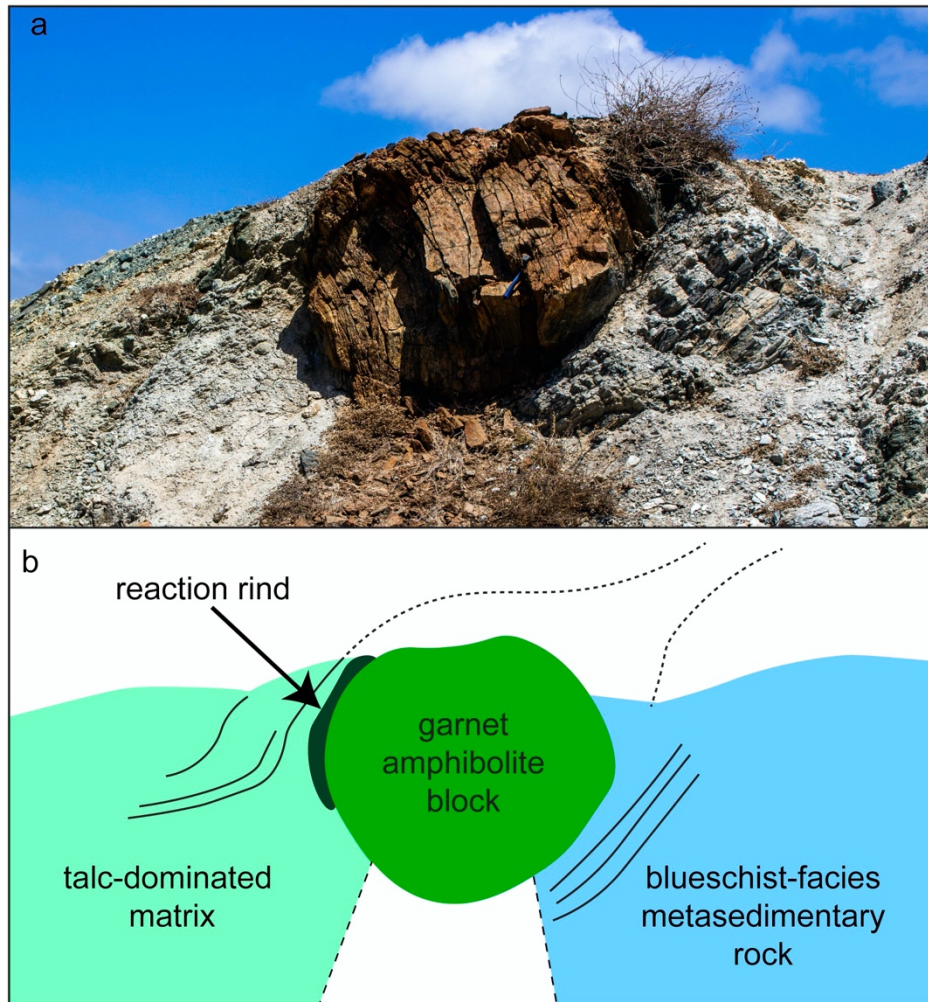 a
b
reaction rind
garnet
amphibolite
block
talc-dominated
matrix
blueschist-facies
metasedimentary
rock